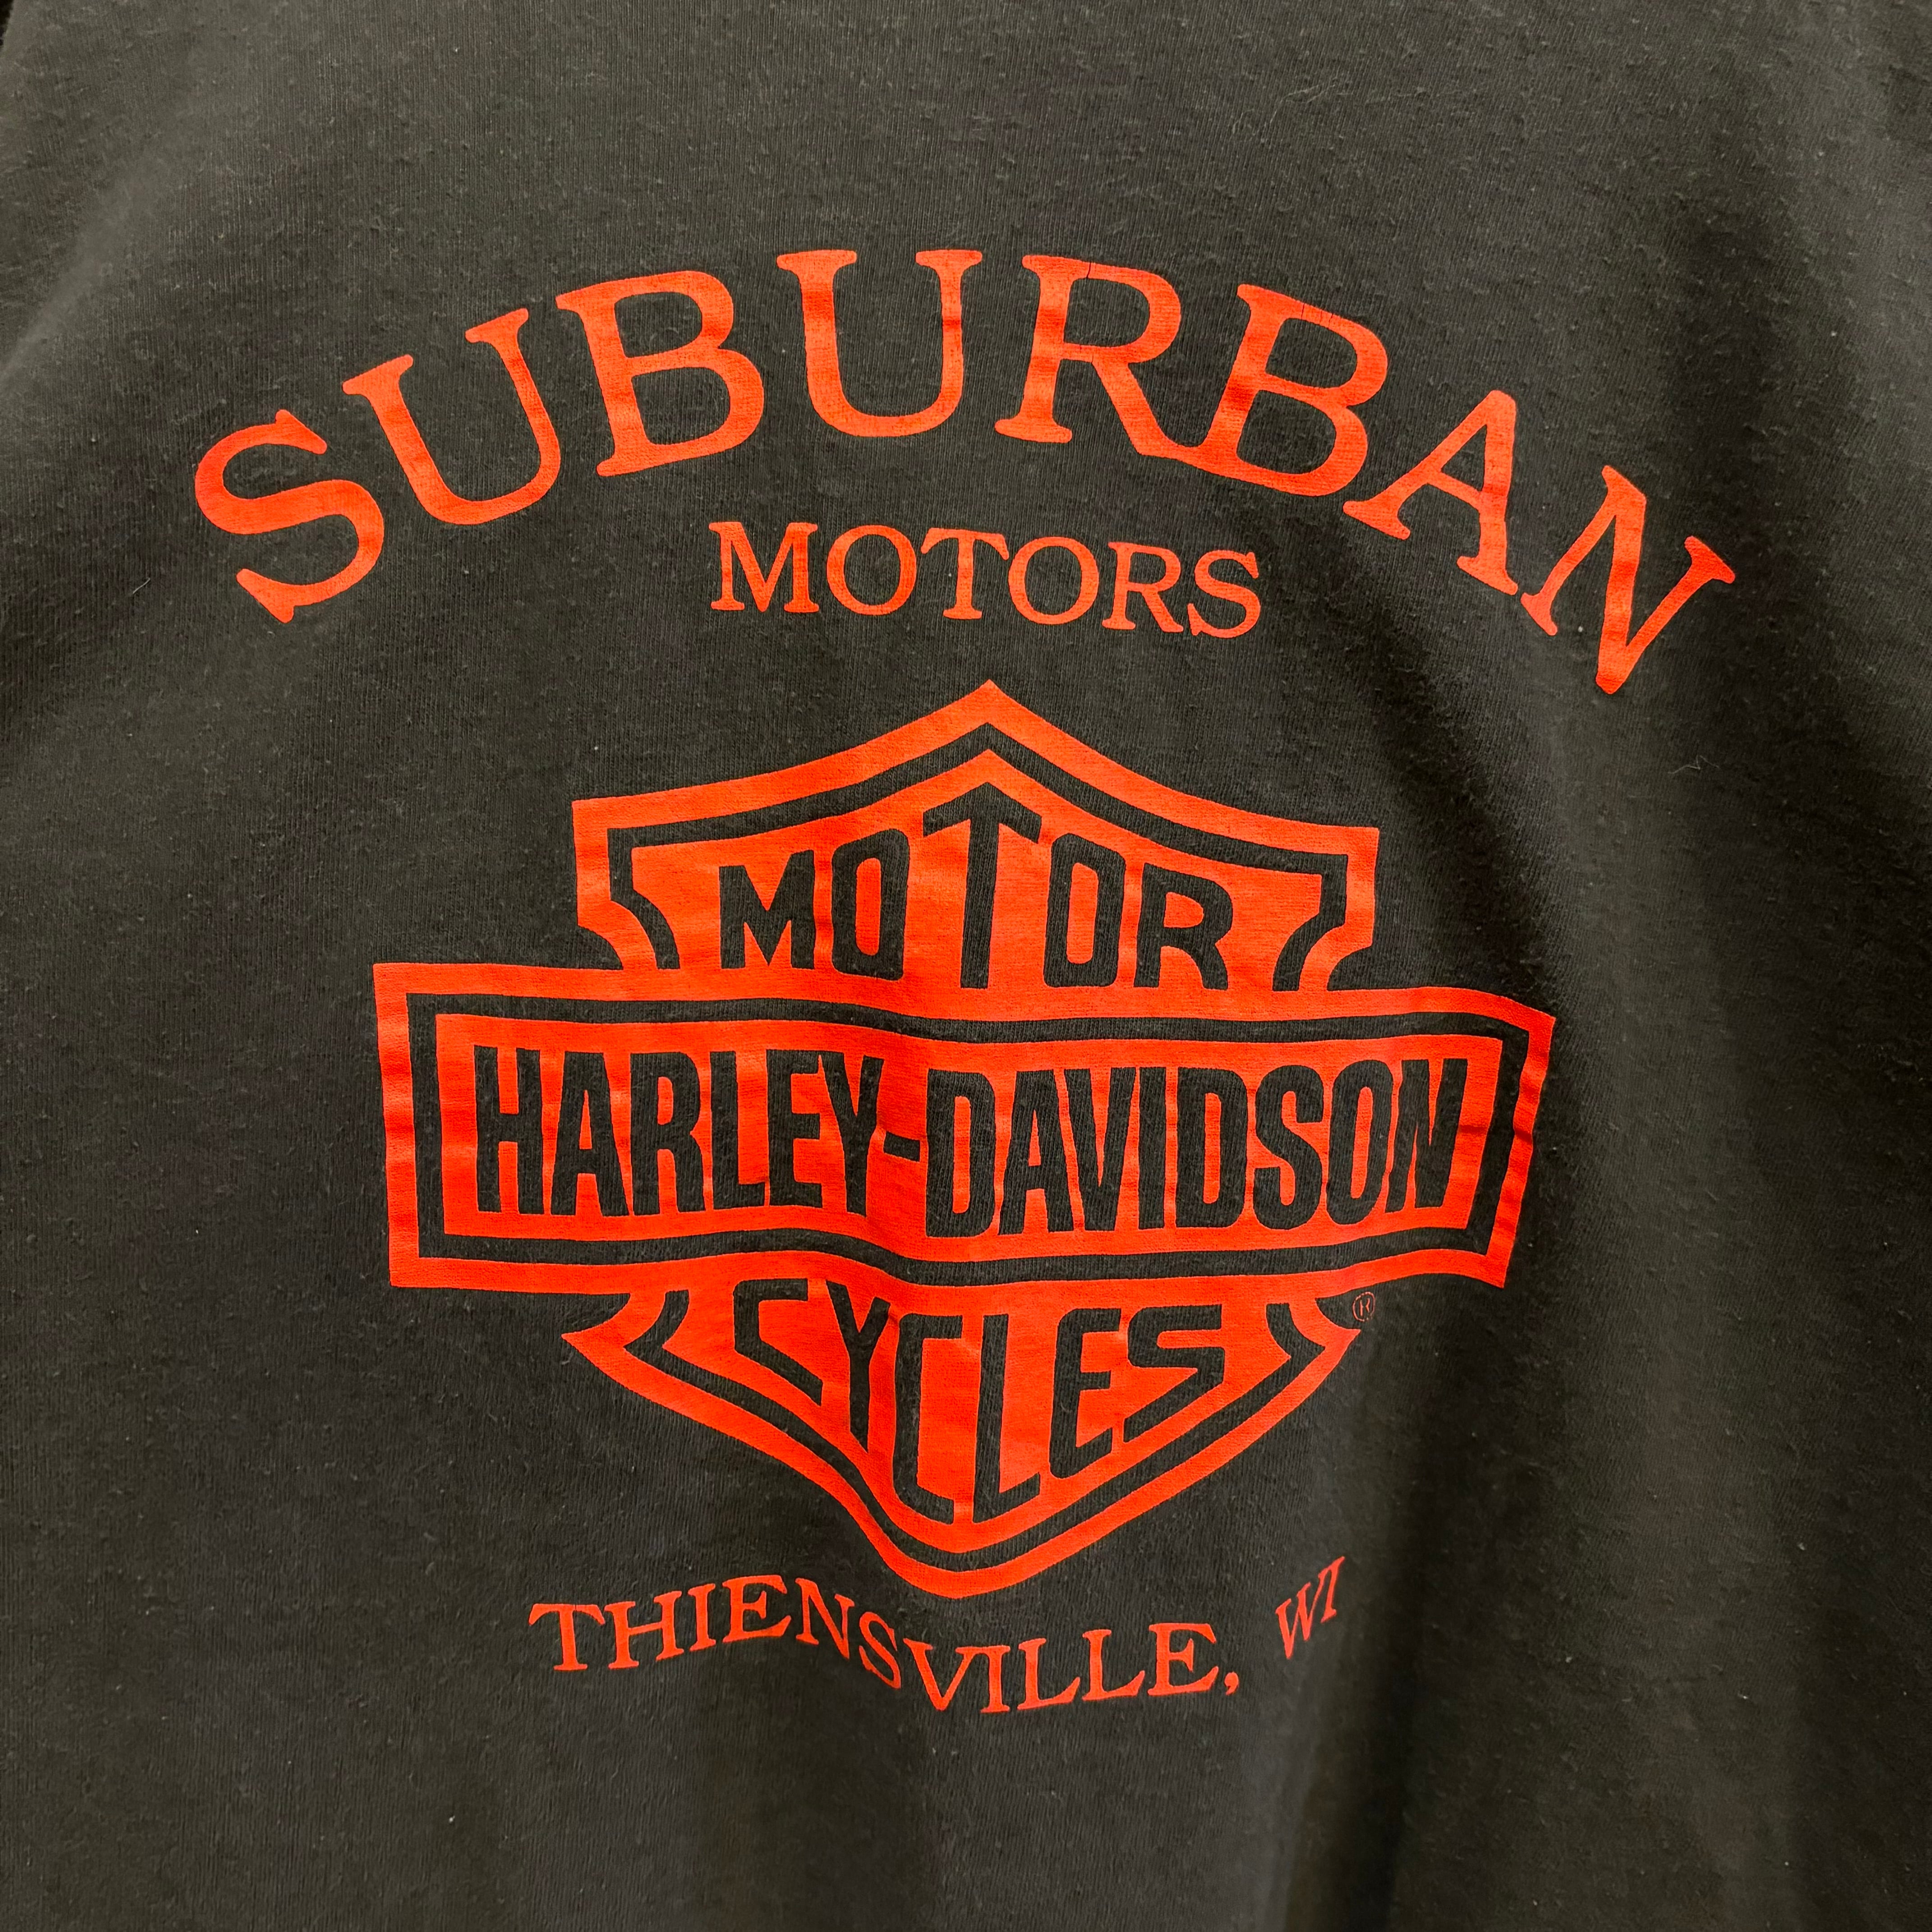 SUBURBAN
MOTORS
MOTOR
HARLEY-DAVIDSON
CYCLES
®
THIENSVILLE, WI